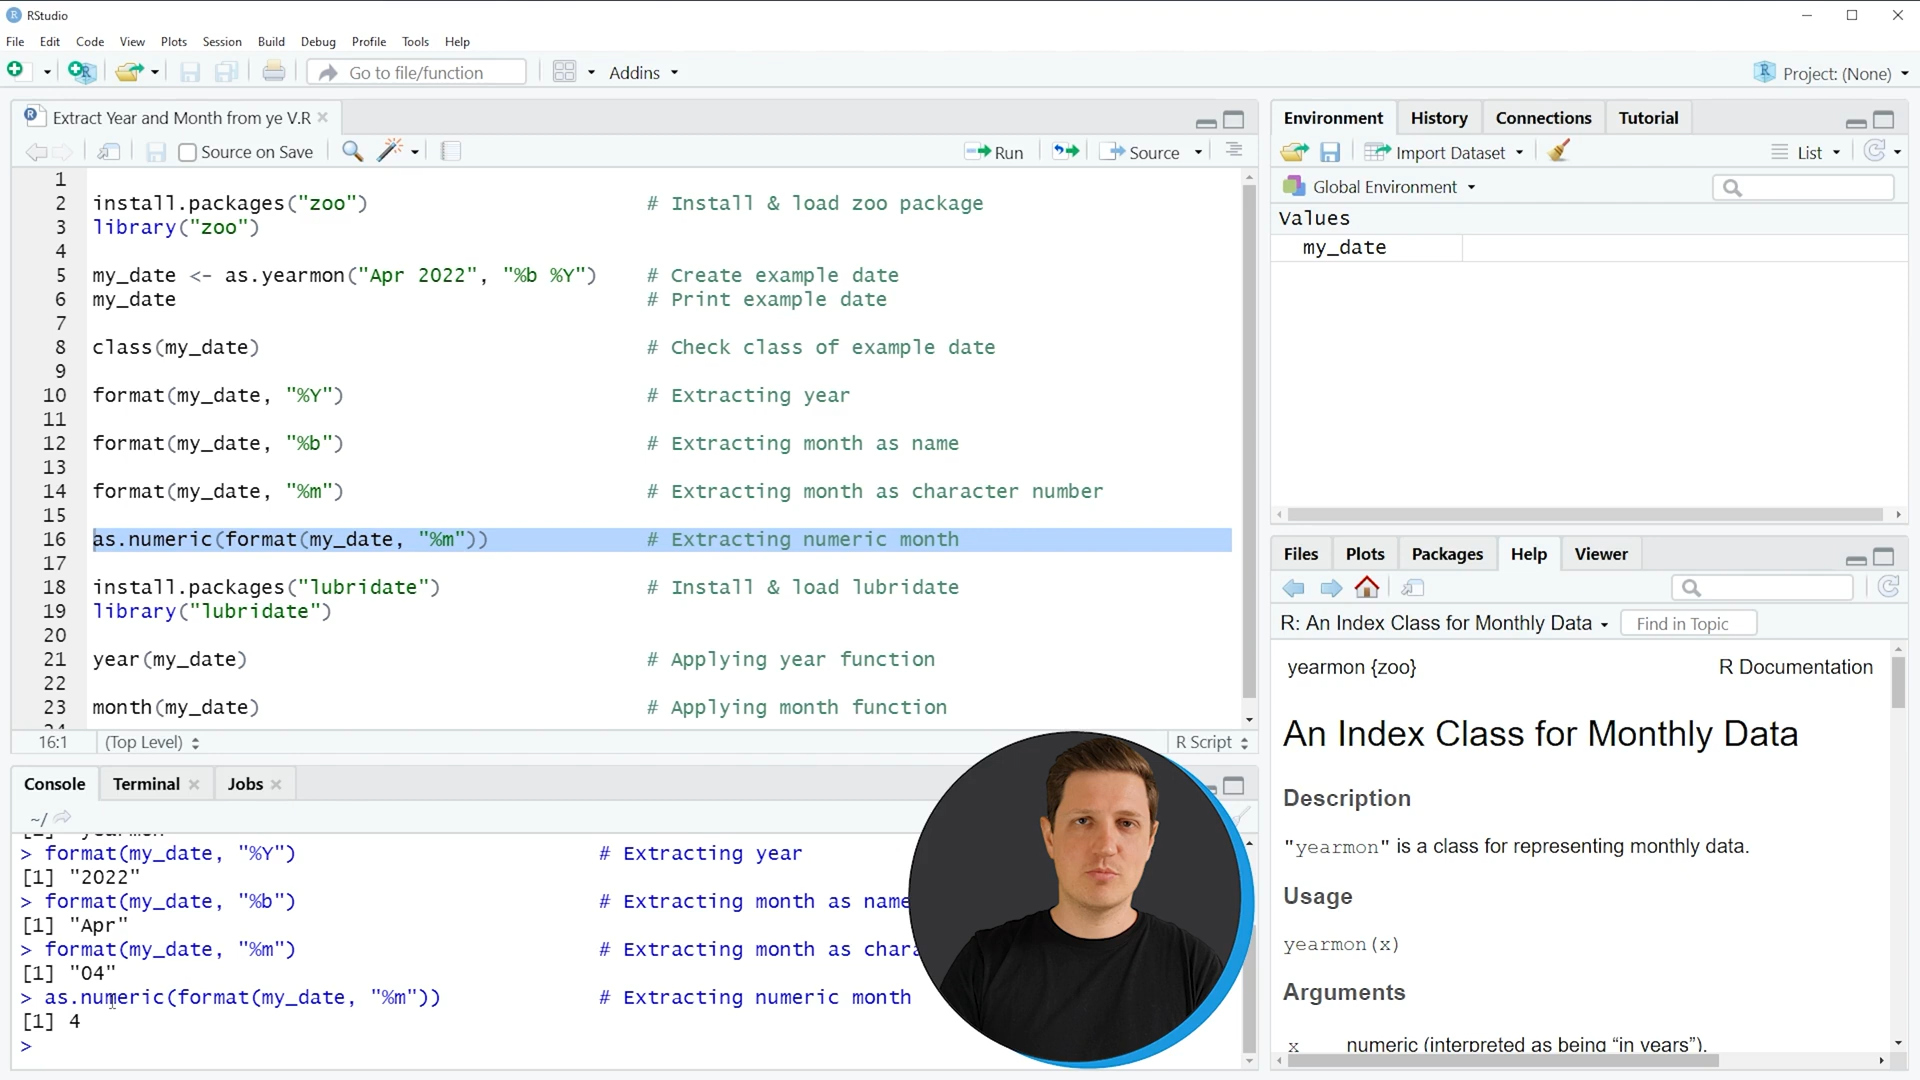 RStudio
File Edit Code View Plots Session Build Debug Profile Tools Help
Go to file/function Addins Project: (None)
Extract Year and Month from ye V.R
Source on Save Run Source
1
2 install.packages("zoo") # Install & load zoo package
3 library("zoo")
4
5 my_date <- as.yearmon("Apr 2022", "%b %Y") # Create example date
6 my_date # Print example date
7
8 class(my_date) # Check class of example date
9
10 format(my_date, "%Y") # Extracting year
11
12 format(my_date, "%b") # Extracting month as name
13
14 format(my_date, "%m") # Extracting month as character number
15
16 as.numeric(format(my_date, "%m")) # Extracting numeric month
17
18 install.packages("lubridate") # Install & load lubridate
19 library("lubridate")
20
21 year(my_date) # Applying year function
22
23 month(my_date) # Applying month function
16:1 (Top Level) R Script
Console Terminal Jobs
~/
> format(my_date, "%Y") # Extracting year
[1] "2022"
> format(my_date, "%b") # Extracting month as name
[1] "Apr"
> format(my_date, "%m") # Extracting month as chara
[1] "04"
> as.numeric(format(my_date, "%m")) # Extracting numeric month
[1] 4
>
Environment History Connections Tutorial
Import Dataset List
Global Environment
Values
my_date
Files Plots Packages Help Viewer
R: An Index Class for Monthly Data Find in Topic
yearmon {zoo} R Documentation
An Index Class for Monthly Data
Description
"yearmon" is a class for representing monthly data.
Usage
yearmon(x)
Arguments
x numeric (interpreted as being “in years”).